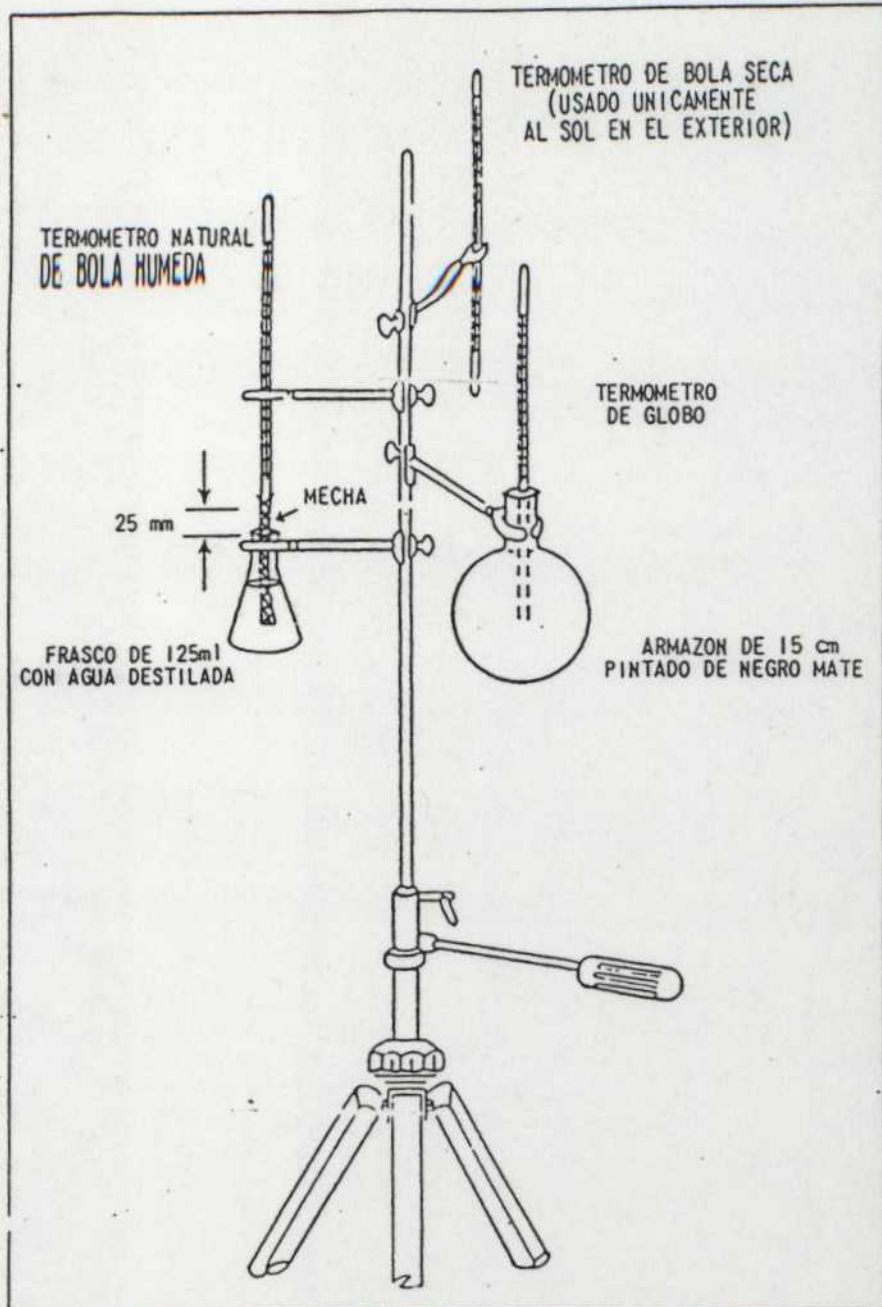 TERMOMETRO DE BOLA SECA
(USADO UNICAMENTE
AL SOL EN EL EXTERIOR)
TERMOMETRO NATURAL
DE BOLA HUMEDA
TERMOMETRO
DE GLOBO
MECHA
25 mm
FRASCO DE 125ml
CON AGUA DESTILADA
ARMAZON DE 15 cm
PINTADO DE NEGRO MATE